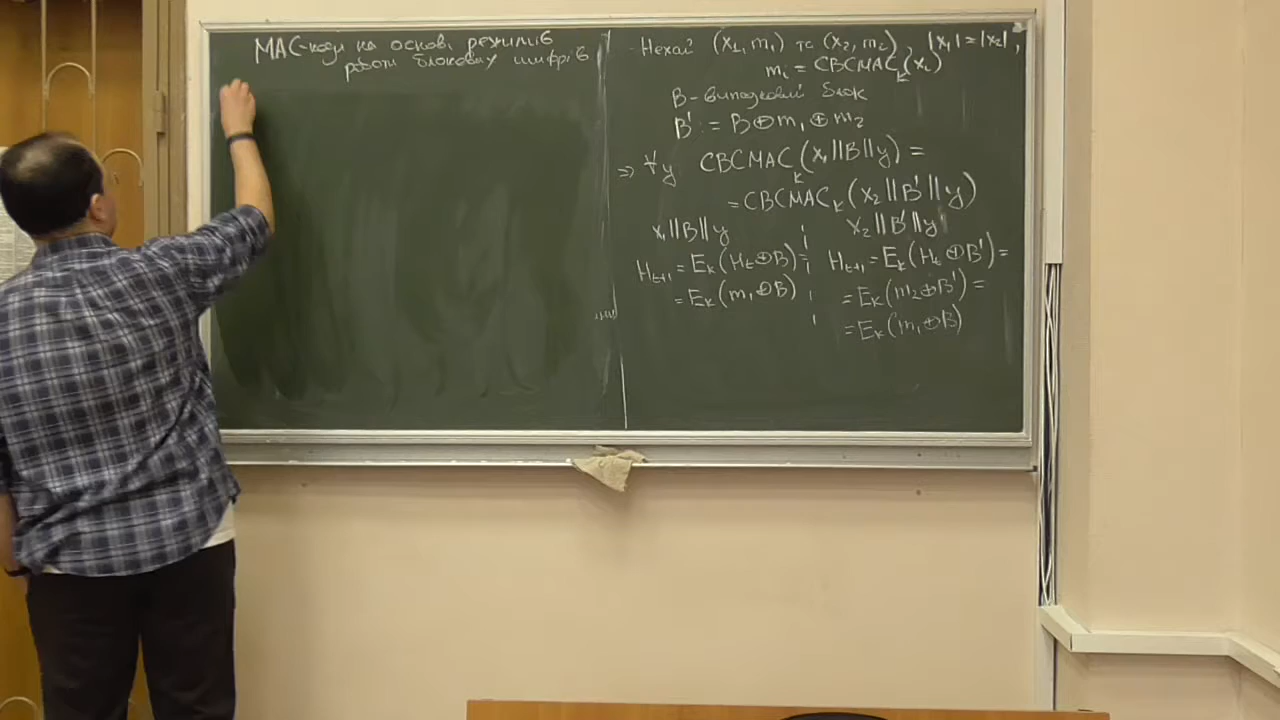 MAC-коди на основі режимів
роботи блокових шифрів
- Нехай (x₁, m₁) та (x₂, m₂), |x₁| = |x₂|,
mᵢ = CBCMACₖ(xᵢ)
B - випадковий блок
B' := B ⊕ m₁ ⊕ m₂
⇒ ∀y CBCMACₖ(x₁||B||y) =
= CBCMACₖ(x₂||B'||y)
x₁||B||y
Hₜ₊₁ = Eₖ(Hₜ ⊕ B) =
= Eₖ(m₁ ⊕ B)
x₂||B'||y
Hₜ₊₁ = Eₖ(Hₜ ⊕ B') =
= Eₖ(m₂ ⊕ B') =
= Eₖ(m₁ ⊕ B)